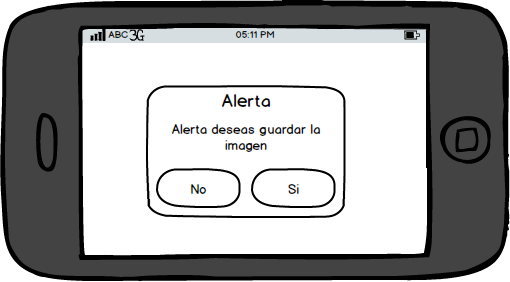 ABC 3G 05:11 PM
Alerta
Alerta deseas guardar la
imagen
No Si